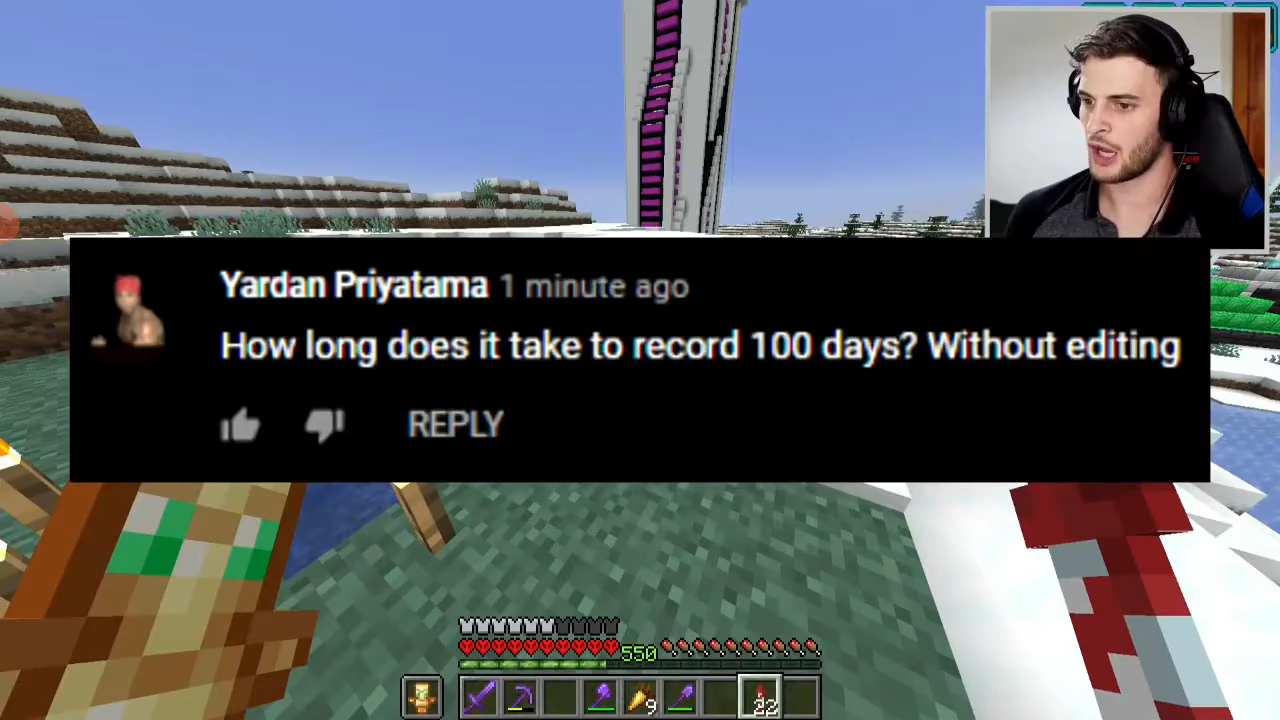 Yardan Priyatama 1 minute ago
How long does it take to record 100 days? Without editing
REPLY
550
9
22